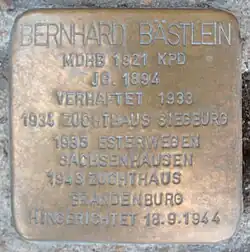 BERNHARD BÄSTLEIN
MDHB 1921 KPD
JG. 1894
VERHAFTET 1933
1934 ZUCHTHAUS SIEGBURG
1935 ESTERWEGEN
SACHSENHAUSEN
1943 ZUCHTHAUS
BRANDENBURG
HINGERICHTET 18.9.1944